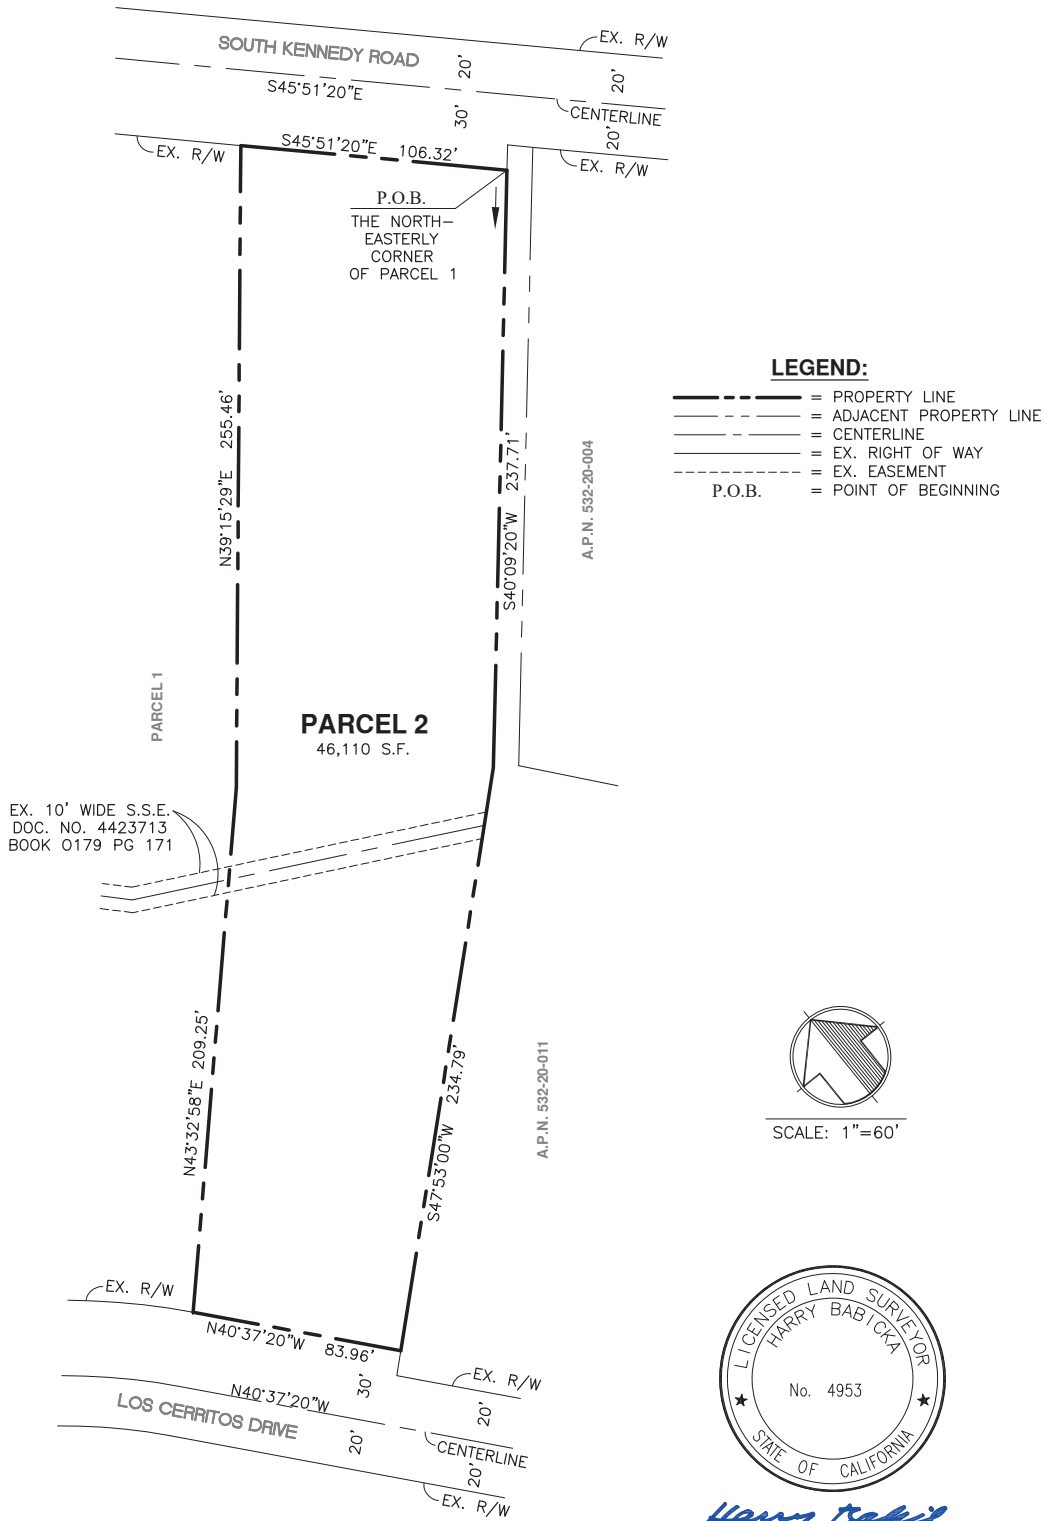 EX. R/W
SOUTH KENNEDY ROAD
20'
20'
S45°51'20"E
CENTERLINE
30'
20'
EX. R/W
S45°51'20"E 106.32'
EX. R/W
P.O.B.
THE NORTH-
EASTERLY
CORNER
OF PARCEL 1
LEGEND:
= PROPERTY LINE
= ADJACENT PROPERTY LINE
= CENTERLINE
= EX. RIGHT OF WAY
= EX. EASEMENT
P.O.B. = POINT OF BEGINNING
N39°15'29"E 255.46'
S40°09'20"W 237.71'
A.P.N. 532-20-004
PARCEL 1
PARCEL 2
46,110 S.F.
EX. 10' WIDE S.S.E.
DOC. NO. 4423713
BOOK O179 PG 171
N43°32'58"E 209.25'
S47°53'00"W 234.79'
A.P.N. 532-20-011
SCALE: 1"=60'
EX. R/W
N40°37'20"W 83.96'
30'
EX. R/W
N40°37'20"W
LOS CERRITOS DRIVE
20'
20'
CENTERLINE
20'
EX. R/W
LICENSED LAND SURVEYOR
HARRY BABICKA
No. 4953
STATE OF CALIFORNIA
Harry